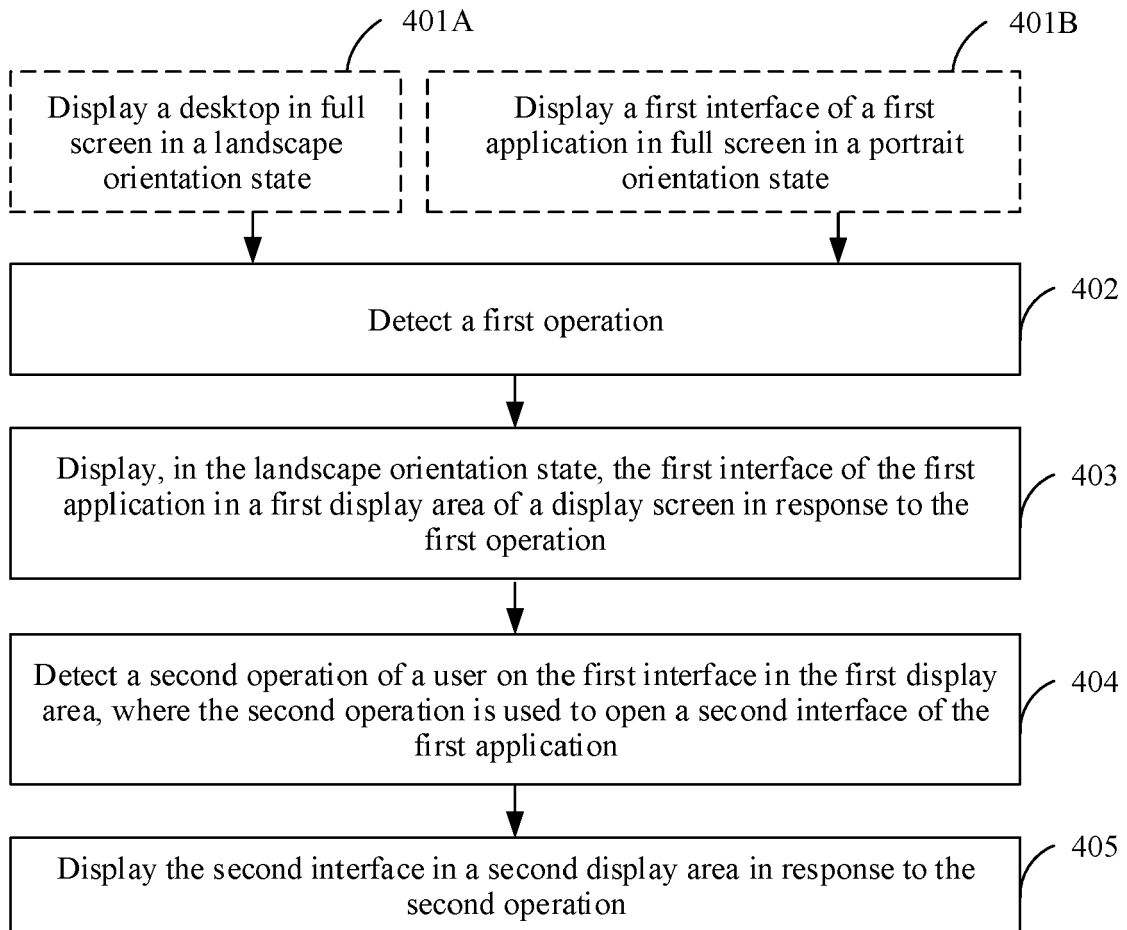 401A
401B
Display a desktop in full
screen in a landscape
orientation state
Display a first interface of a first
application in full screen in a portrait
orientation state
402
Detect a first operation
Display, in the landscape orientation state, the first interface of the first
application in a first display area of a display screen in response to the
first operation
403
Detect a second operation of a user on the first interface in the first display
area, where the second operation is used to open a second interface of the
first application
404
Display the second interface in a second display area in response to the
second operation
405